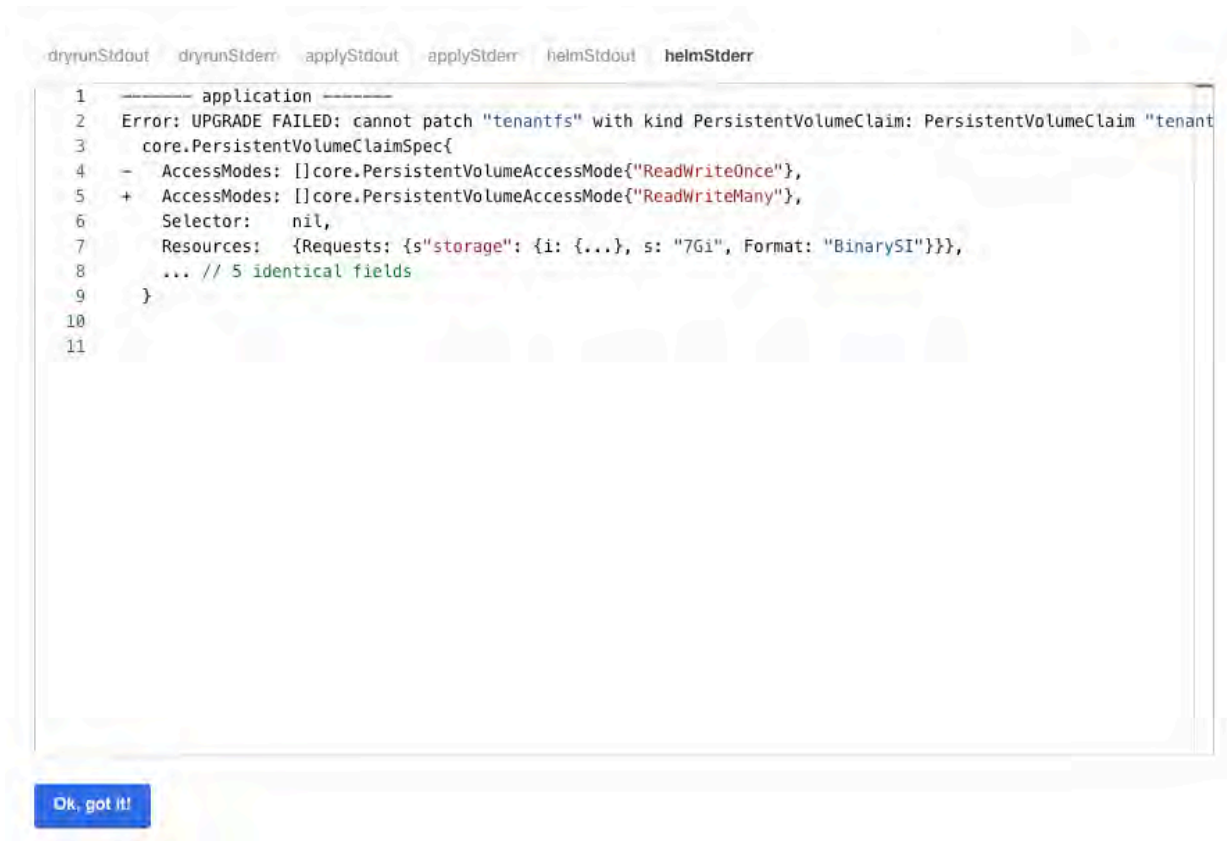 dryrunStdout dryrunStderr applyStdout applyStderr helmStdout helmStderr
1 ------- application -------
2 Error: UPGRADE FAILED: cannot patch "tenantfs" with kind PersistentVolumeClaim: PersistentVolumeClaim "tenant
3 core.PersistentVolumeClaimSpec{
4 - AccessModes: []core.PersistentVolumeAccessMode{"ReadWriteOnce"},
5 + AccessModes: []core.PersistentVolumeAccessMode{"ReadWriteMany"},
6 Selector: nil,
7 Resources: {Requests: {s"storage": {i: {...}, s: "7Gi", Format: "BinarySI"}}},
8 ... // 5 identical fields
9 }
10
11
Ok, got it!